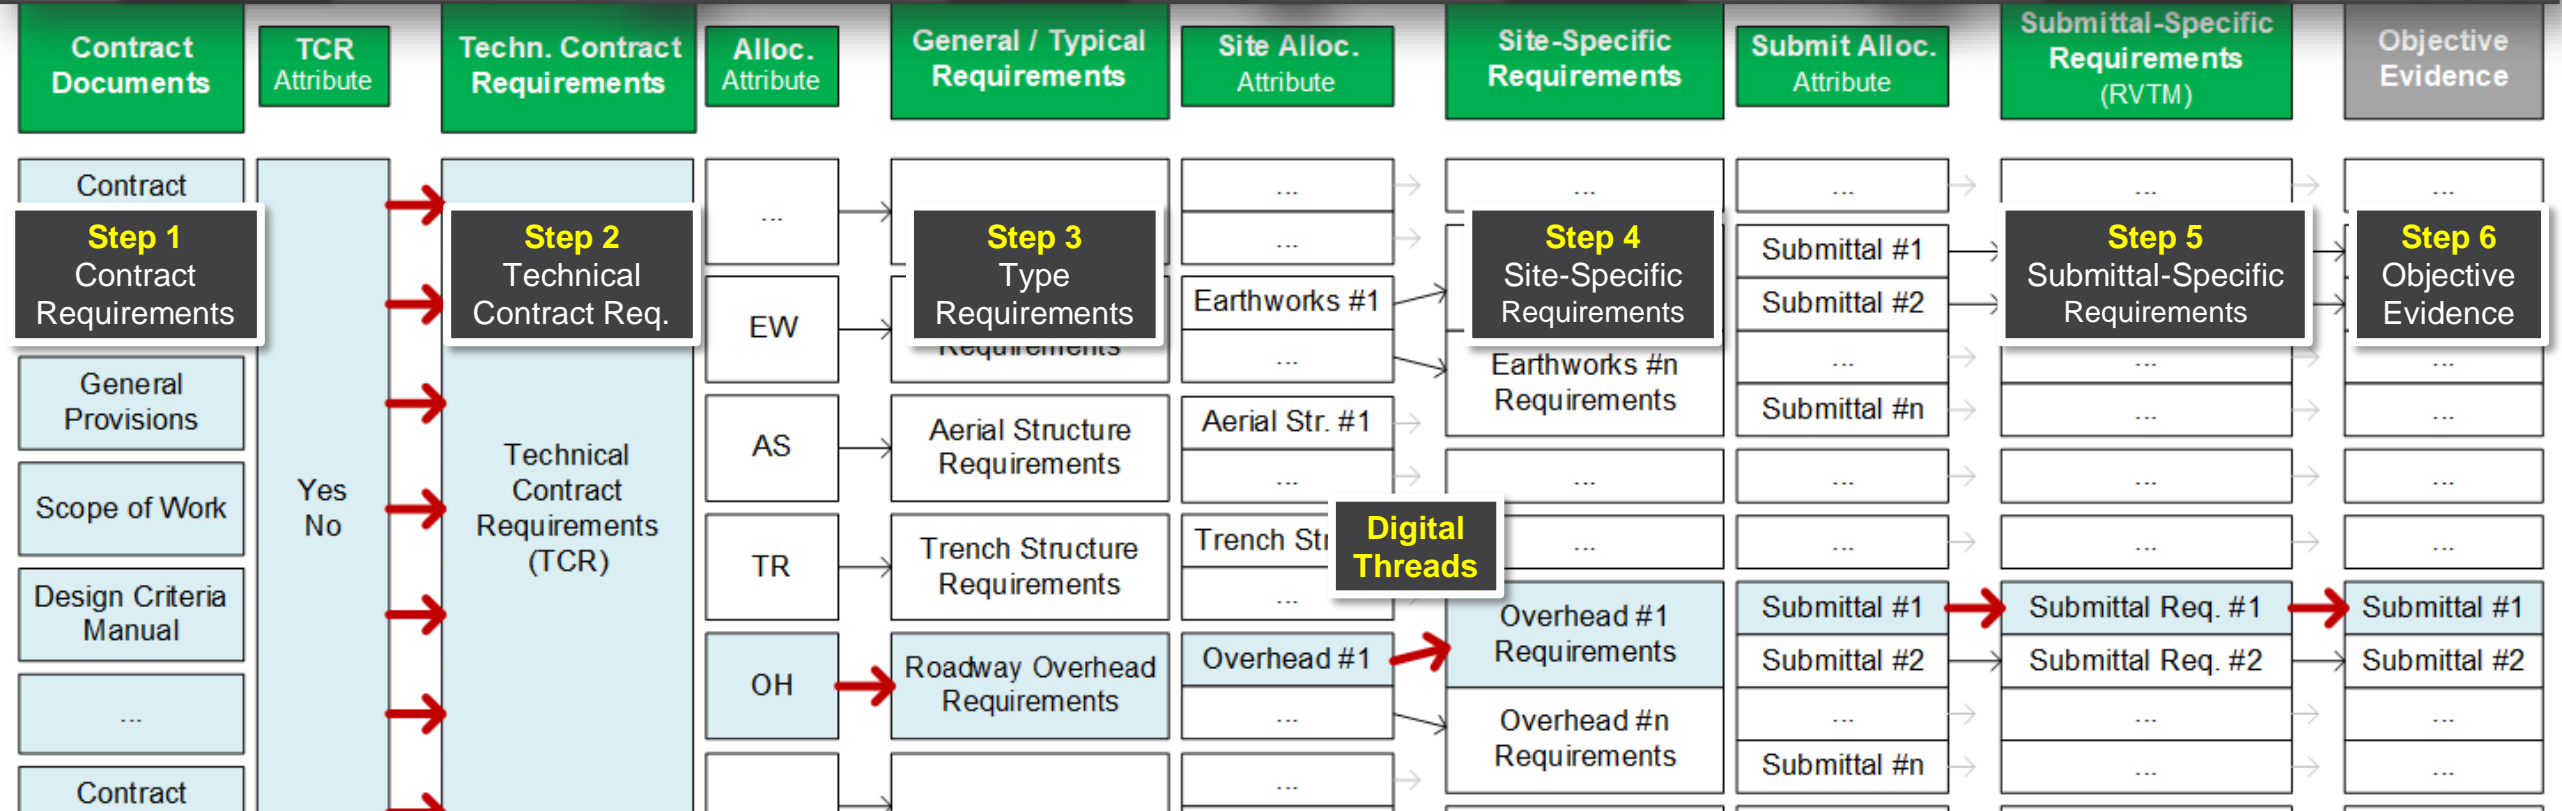 Contract
Documents
TCR
Attribute
Techn. Contract
Requirements
Alloc.
Attribute
General / Typical
Requirements
Site Alloc.
Attribute
Site-Specific
Requirements
Submit Alloc.
Attribute
Submittal-Specific
Requirements
(RVTM)
Objective
Evidence
Contract
Step 1
Contract
Requirements
General
Provisions
Scope of Work
Design Criteria
Manual
...
Contract
Yes
No
Step 2
Technical
Contract Req.
Technical
Contract
Requirements
(TCR)
...
EW
AS
TR
OH
Step 3
Type
Requirements
Requirements
Aerial Structure
Requirements
Trench Structure
Requirements
Roadway Overhead
Requirements
...
...
Earthworks #1
...
Aerial Str. #1
...
Trench Str
...
Overhead #1
...
...
Digital
Threads
...
Step 4
Site-Specific
Requirements
Earthworks #n
Requirements
...
...
Overhead #1
Requirements
Overhead #n
Requirements
...
Submittal #1
Submittal #2
...
Submittal #n
...
...
Submittal #1
Submittal #2
...
Submittal #n
...
Step 5
Submittal-Specific
Requirements
...
...
...
...
Submittal Req. #1
Submittal Req. #2
...
...
...
Step 6
Objective
Evidence
...
...
...
...
Submittal #1
Submittal #2
...
...